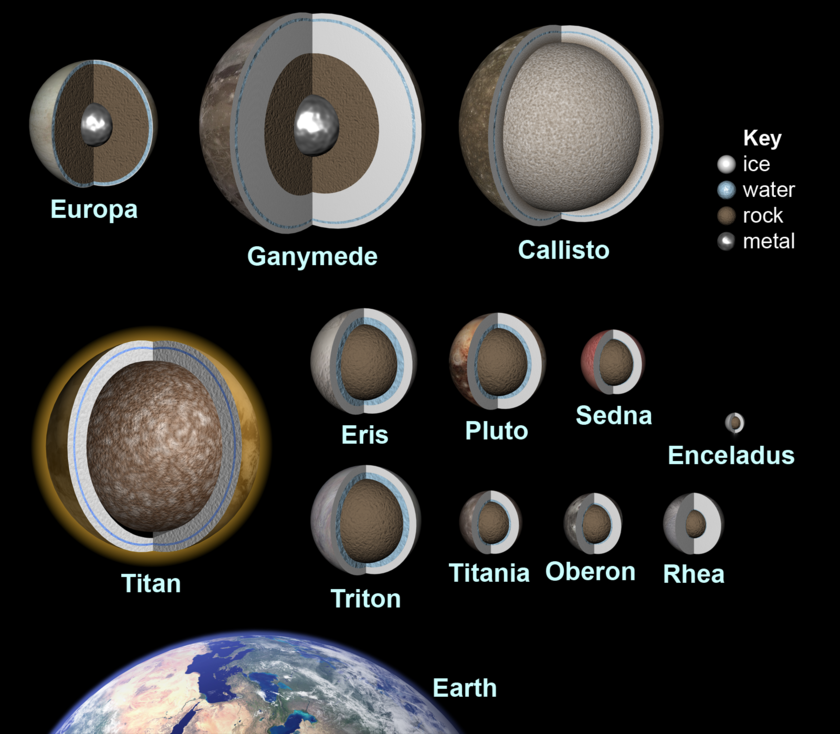 Key
ice
water
rock
metal
Europa
Ganymede
Callisto
Eris
Pluto
Sedna
Enceladus
Titan
Triton
Titania
Oberon
Rhea
Earth